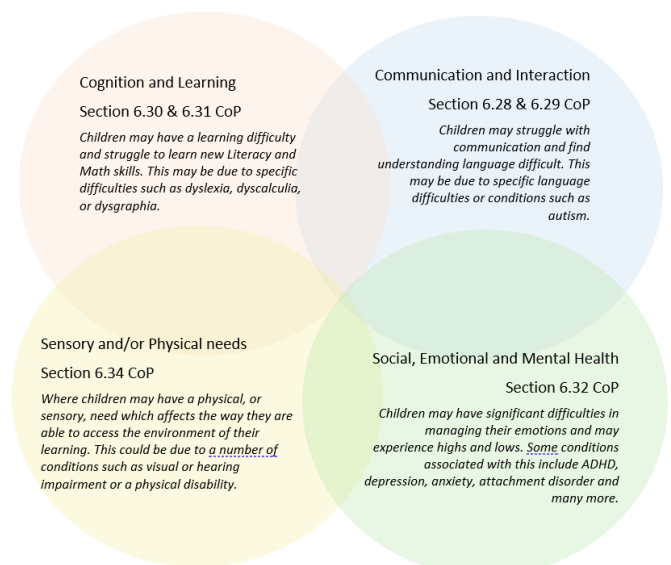 Cognition and Learning
Section 6.30 & 6.31 CoP
Children may have a learning difficulty
and struggle to learn new Literacy and
Math skills. This may be due to specific
difficulties such as dyslexia, dyscalculia,
or dysgraphia.
Communication and Interaction
Section 6.28 & 6.29 CoP
Children may struggle with
communication and find
understanding language difficult. This
may be due to specific language
difficulties or conditions such as
autism.
Sensory and/or Physical needs
Section 6.34 CoP
Where children may have a physical, or
sensory, need which affects the way they are
able to access the environment of their
learning. This could be due to a number of
conditions such as visual or hearing
impairment or a physical disability.
Social, Emotional and Mental Health
Section 6.32 CoP
Children may have significant difficulties in
managing their emotions and may
experience highs and lows. Some conditions
associated with this include ADHD,
depression, anxiety, attachment disorder and
many more.